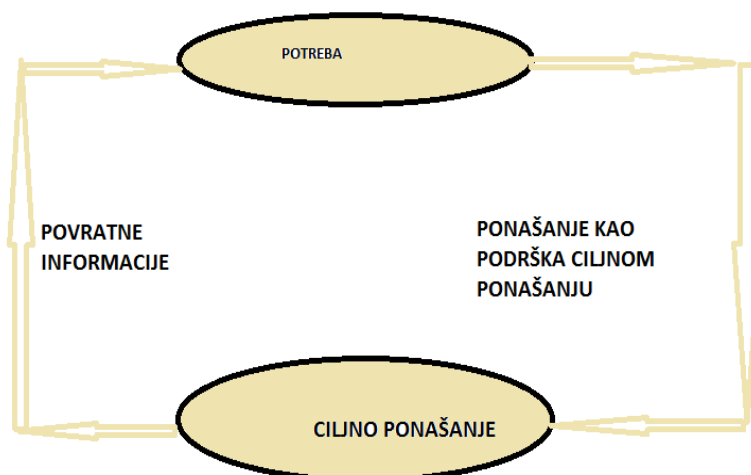 POTREBA
POVRATNE
INFORMACIJE
PONAŠANJE KAO
PODRŠKA CILJNOM
PONAŠANJU
CILJNO PONAŠANJE